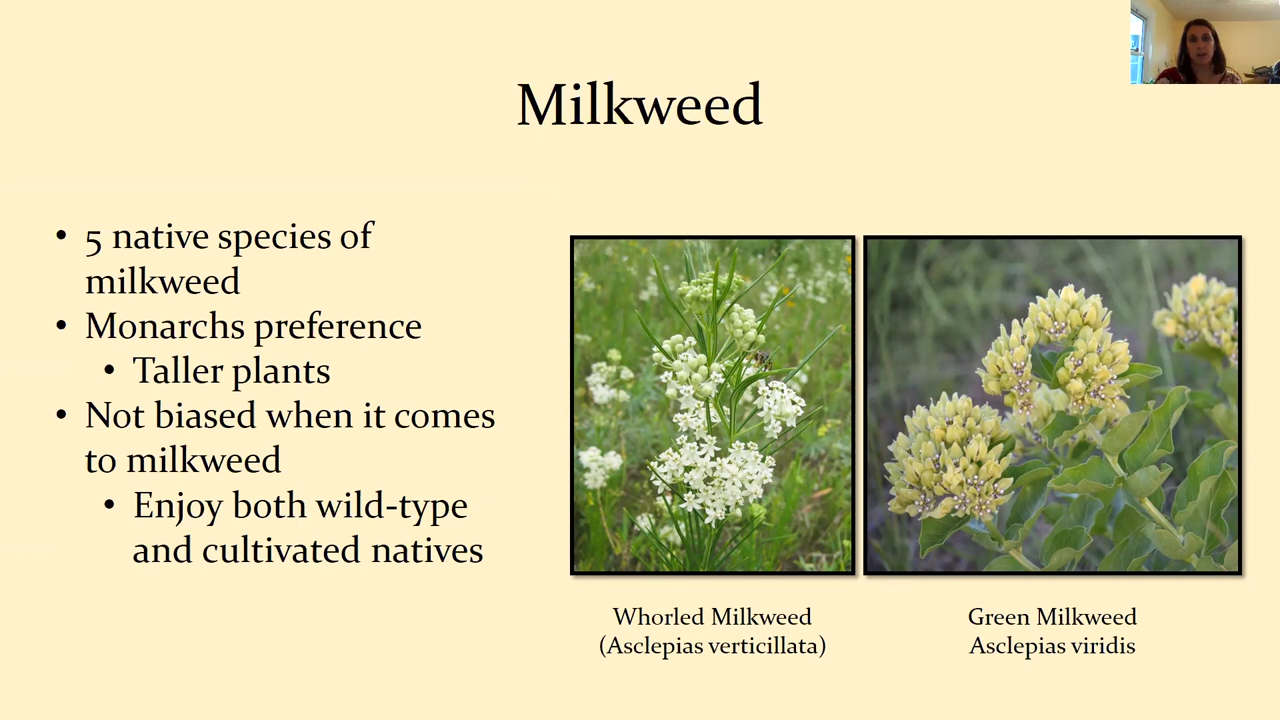 Milkweed
• 5 native species of
milkweed
• Monarchs preference
• Taller plants
• Not biased when it comes
to milkweed
• Enjoy both wild-type
and cultivated natives
Whorled Milkweed
(Asclepias verticillata)
Green Milkweed
Asclepias viridis